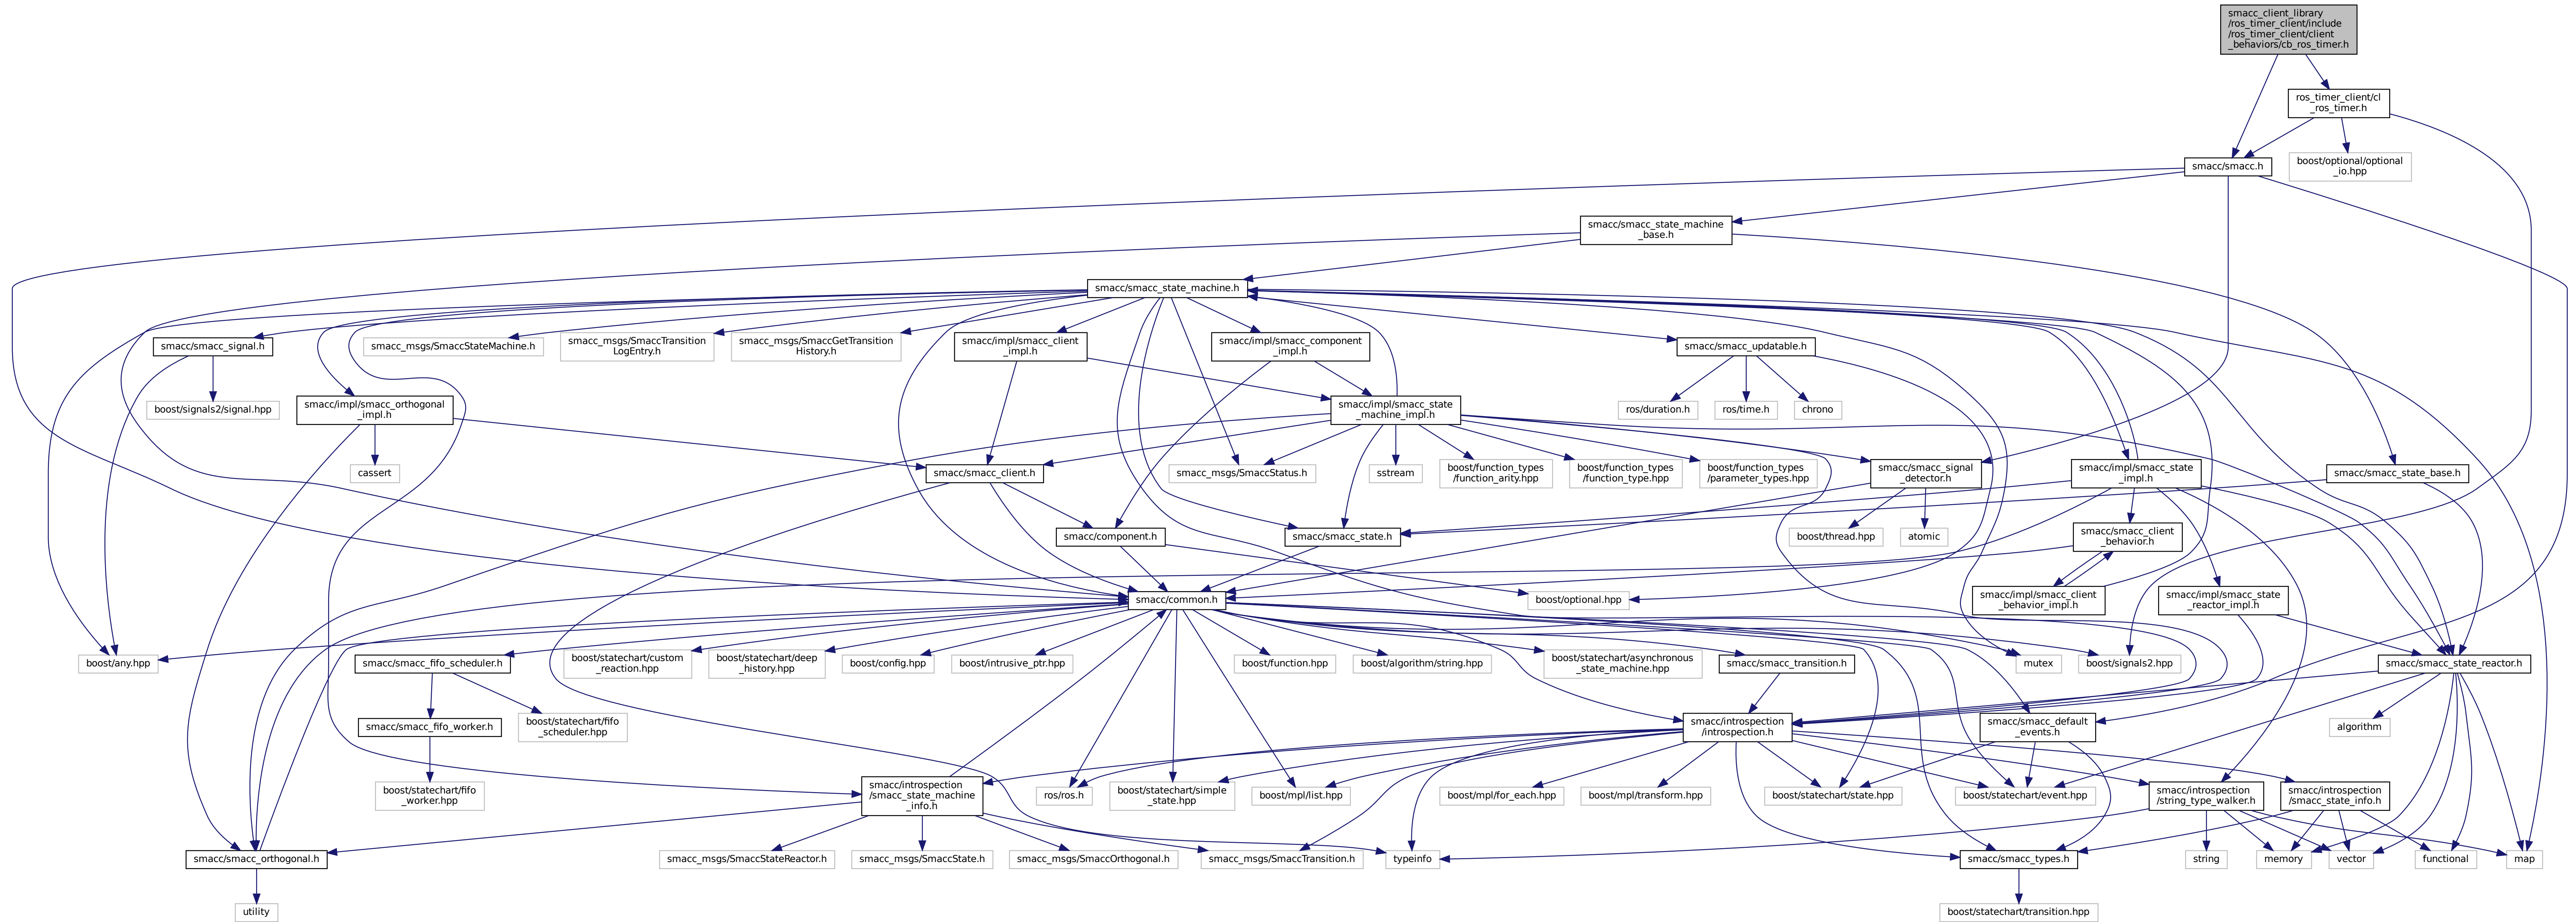 smacc_client_library
/ros_timer_client/include
/ros_timer_client/client
_behaviors/cb_ros_timer.h
ros_timer_client/cl
_ros_timer.h
smacc/smacc.h
boost/optional/optional
_io.hpp
smacc/smacc_state_machine
_base.h
smacc/smacc_state_machine.h
smacc/smacc_signal.h
smacc_msgs/SmaccStateMachine.h
smacc_msgs/SmaccTransition
LogEntry.h
smacc_msgs/SmaccGetTransition
History.h
smacc/impl/smacc_client
_impl.h
smacc/impl/smacc_component
_impl.h
smacc/smacc_updatable.h
boost/signals2/signal.hpp
smacc/impl/smacc_orthogonal
_impl.h
smacc/impl/smacc_state
_machine_impl.h
ros/duration.h
ros/time.h
chrono
cassert
smacc/smacc_client.h
smacc_msgs/SmaccStatus.h
sstream
boost/function_types
/function_arity.hpp
boost/function_types
/function_type.hpp
boost/function_types
/parameter_types.hpp
smacc/smacc_signal
_detector.h
smacc/impl/smacc_state
_impl.h
smacc/smacc_state_base.h
smacc/component.h
smacc/smacc_state.h
boost/thread.hpp
atomic
smacc/smacc_client
_behavior.h
smacc/common.h
boost/optional.hpp
smacc/impl/smacc_client
_behavior_impl.h
smacc/impl/smacc_state
_reactor_impl.h
boost/any.hpp
smacc/smacc_fifo_scheduler.h
boost/statechart/custom
_reaction.hpp
boost/statechart/deep
_history.hpp
boost/config.hpp
boost/intrusive_ptr.hpp
boost/function.hpp
boost/algorithm/string.hpp
boost/statechart/asynchronous
_state_machine.hpp
smacc/smacc_transition.h
mutex
boost/signals2.hpp
smacc/smacc_state_reactor.h
smacc/smacc_fifo_worker.h
boost/statechart/fifo
_scheduler.hpp
smacc/introspection
/introspection.h
smacc/smacc_default
_events.h
algorithm
boost/statechart/fifo
_worker.hpp
smacc/introspection
/smacc_state_machine
_info.h
ros/ros.h
boost/statechart/simple
_state.hpp
boost/mpl/list.hpp
boost/mpl/for_each.hpp
boost/mpl/transform.hpp
boost/statechart/state.hpp
boost/statechart/event.hpp
smacc/introspection
/string_type_walker.h
smacc/introspection
/smacc_state_info.h
smacc/smacc_orthogonal.h
smacc_msgs/SmaccStateReactor.h
smacc_msgs/SmaccState.h
smacc_msgs/SmaccOrthogonal.h
smacc_msgs/SmaccTransition.h
typeinfo
smacc/smacc_types.h
string
memory
vector
functional
map
utility
boost/statechart/transition.hpp